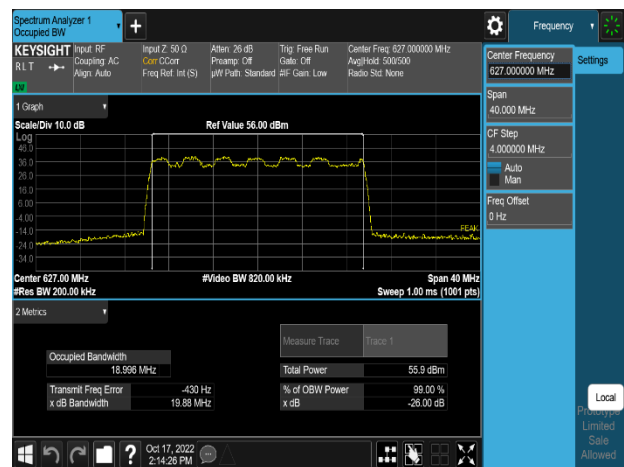 Spectrum Analyzer 1
Occupied BW
+
Frequency
KEYSIGHT
RLT
Input: RF
Coupling: AC
Align: Auto
Input Z: 50 Ω
Corr CCorr
Freq Ref: Int (S)
Atten: 26 dB
Preamp: Off
µW Path: Standard
Trig: Free Run
Gate: Off
#IF Gain: Low
Center Freq: 627.000000 MHz
Avg|Hold: 500/500
Radio Std: None
Center Frequency
627.000000 MHz
Settings
Span
40.000 MHz
CF Step
4.000000 MHz
Auto
Man
Freq Offset
0 Hz
1 Graph
Scale/Div 10.0 dB
Ref Value 56.00 dBm
Log
46.0
36.0
26.0
16.0
6.00
-4.00
-14.0
-24.0
-34.0
PEAK
Center 627.00 MHz
#Video BW 820.00 kHz
Span 40 MHz
#Res BW 200.00 kHz
Sweep 1.00 ms (1001 pts)
2 Metrics
Measure Trace
Trace 1
Occupied Bandwidth
18.996 MHz
Total Power
55.9 dBm
Transmit Freq Error
-430 Hz
% of OBW Power
99.00 %
x dB Bandwidth
19.88 MHz
x dB
-26.00 dB
Local
Prototype
Limited
Sale
Allowed
?
Oct 17, 2022
2:14:26 PM